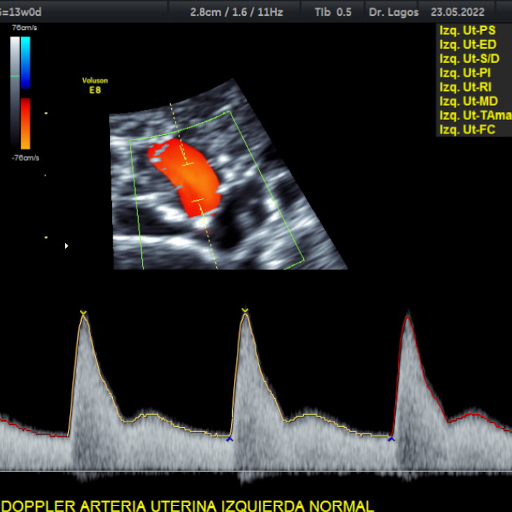 =13w0d
2.8cm / 1.6 / 11Hz
TIb 0.5
Dr. Lagos
23.05.2022
76cm/s
Voluson
E8
-76cm/s
Izq. Ut-PS
Izq. Ut-ED
Izq. Ut-S/D
Izq. Ut-PI
Izq. Ut-RI
Izq. Ut-MD
Izq. Ut-TAma
Izq. Ut-FC
DOPPLER ARTERIA UTERINA IZQUIERDA NORMAL